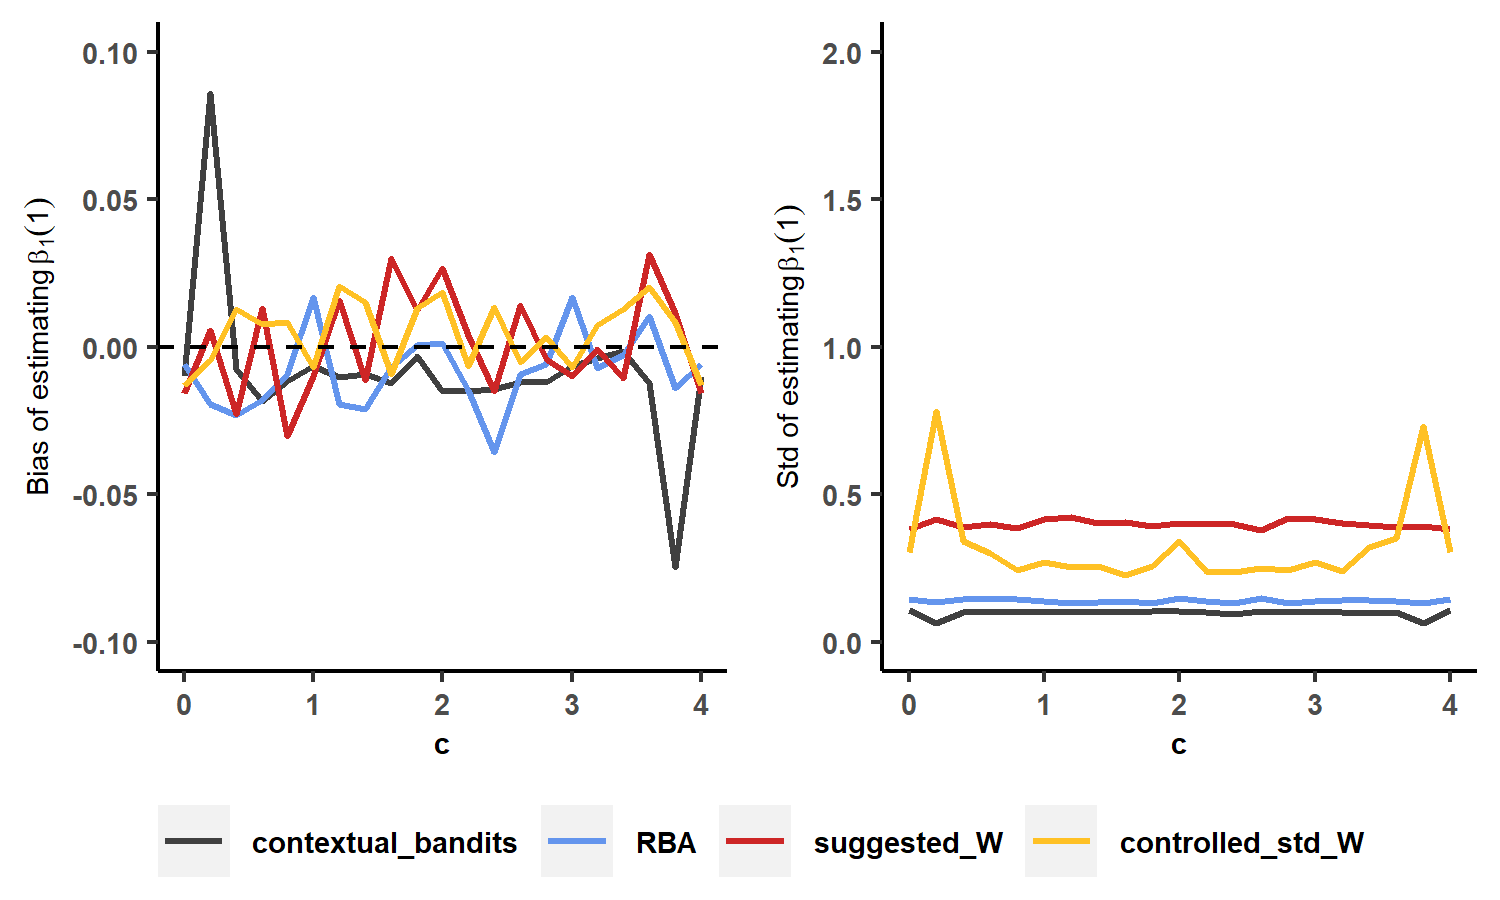 Bias of estimating β₁(1)
0.10
0.05
0.00
-0.05
-0.10
0 1 2 3 4
c
Std of estimating β₁(1)
2.0
1.5
1.0
0.5
0.0
0 1 2 3 4
c
contextual_bandits RBA suggested_W controlled_std_W